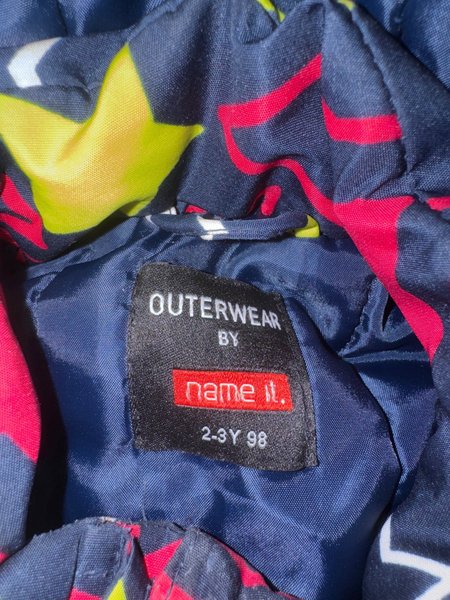 OUTERWEAR
BY
name it.
2-3Y 98